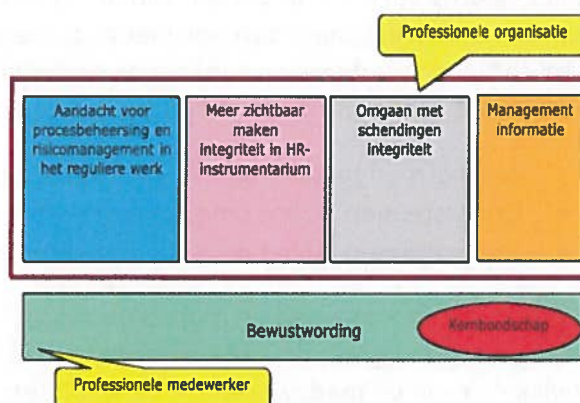 Professionele organisatie
Aandacht voor
procesbeheersing en
risicomanagement in
het reguliere werk
Meer zichtbaar
maken
integriteit in HR-
instrumentarium
Omgaan met
schendingen
integriteit
Management
informatie
Bewustwording
Kernboodschap
Professionele medewerker